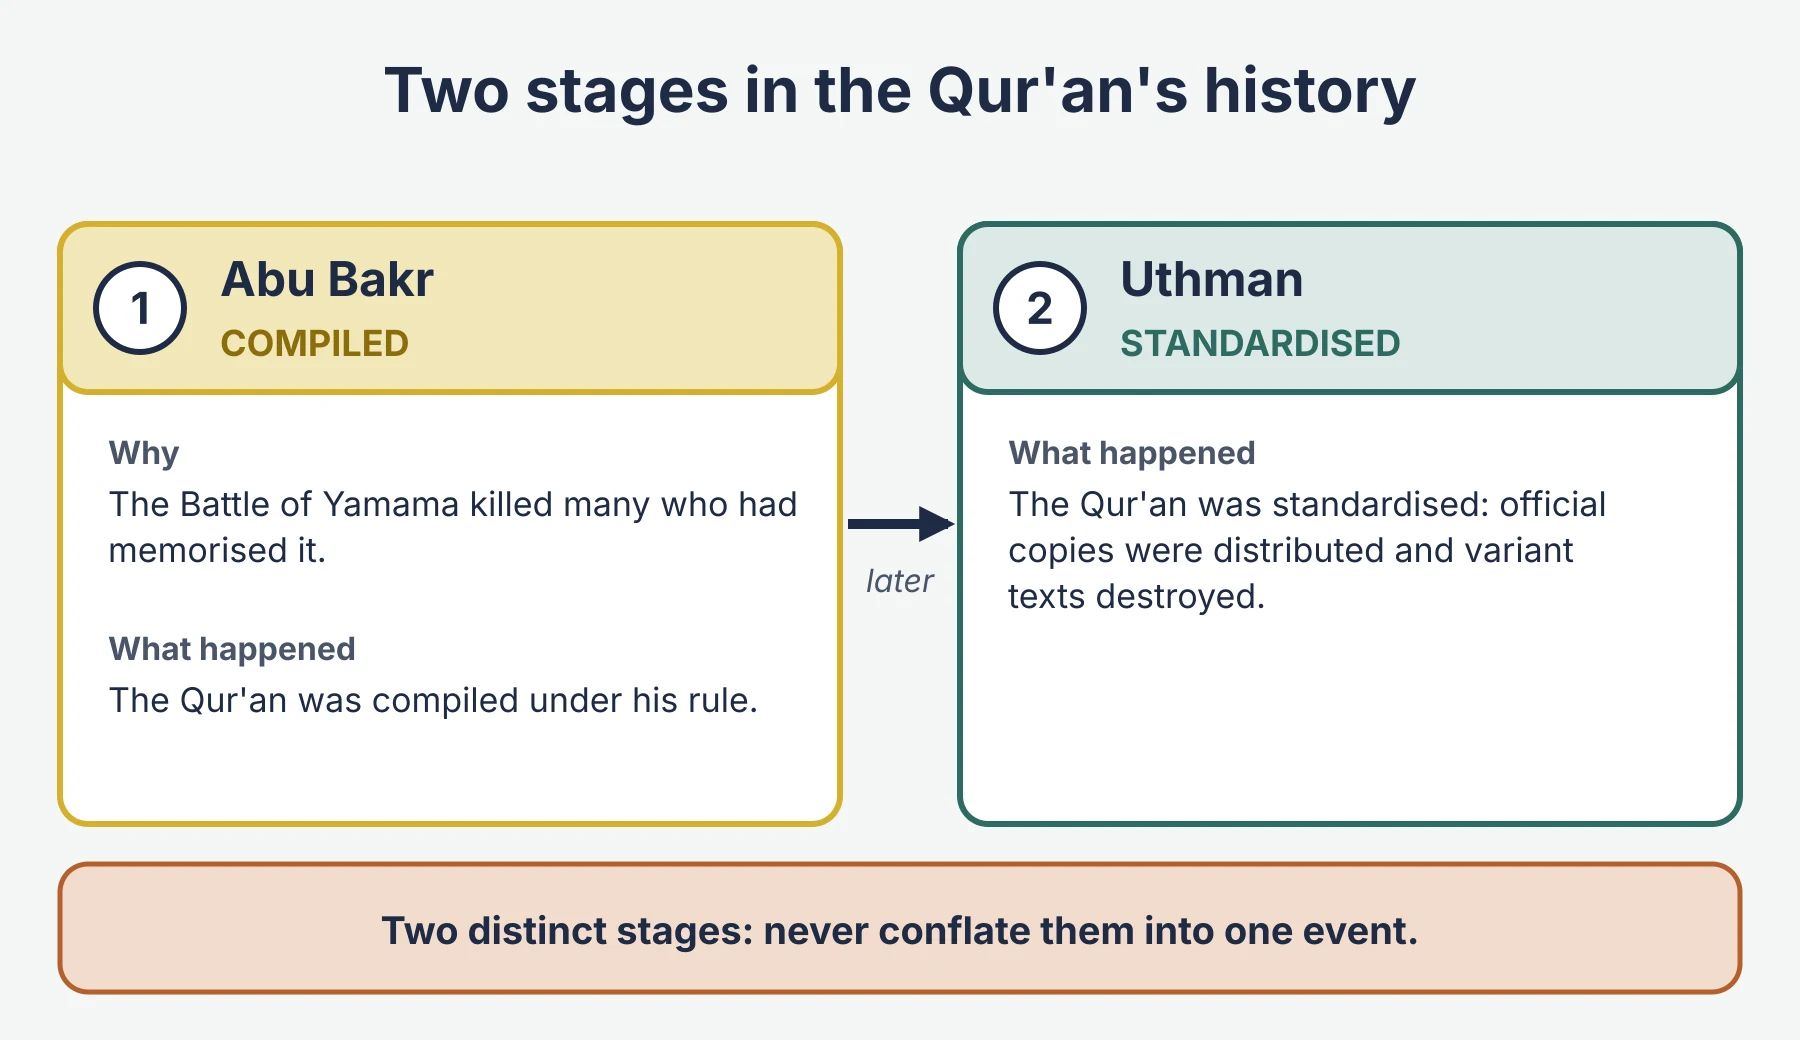 Two stages in the Qur'an's history
1
Abu Bakr
COMPILED
Why
The Battle of Yamama killed many who had
memorised it.
What happened
The Qur'an was compiled under his rule.
later
2
Uthman
STANDARDISED
What happened
The Qur'an was standardised: official
copies were distributed and variant
texts destroyed.
Two distinct stages: never conflate them into one event.